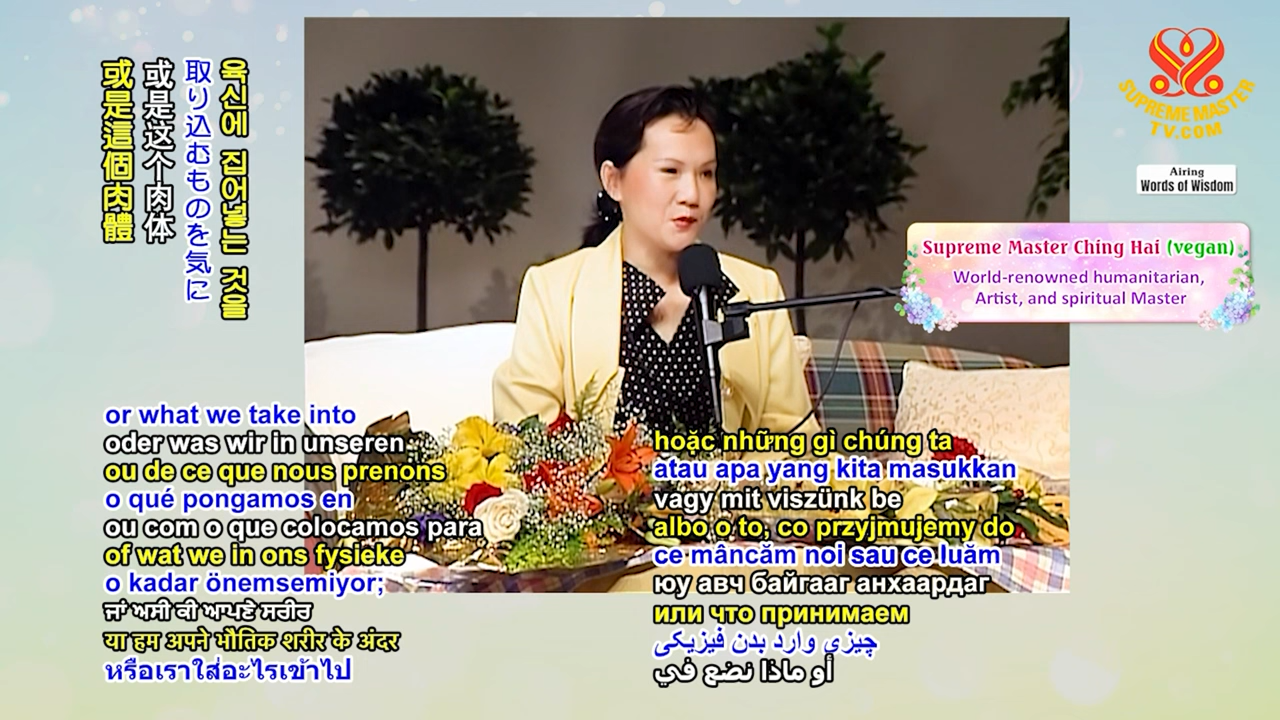 或是這個肉體
或是这个肉体
取り込むものを気に
육신에 집어넣는 것을
SUPREME MASTER
TV.COM
Airing
Words of Wisdom
Supreme Master Ching Hai (vegan)
World-renowned humanitarian,
Artist, and spiritual Master
or what we take into
oder was wir in unseren
ou de ce que nous prenons
o qué pongamos en
ou com o que colocamos para
of wat we in ons fysieke
o kadar önemsemiyor;
ਜਾਂ ਅਸੀ ਕੀ ਆਪਣੇ ਸਰੀਰ
या हम अपने भौतिक शरीर के अंदर
หรือเราใส่อะไรเข้าไป
hoặc những gì chúng ta
atau apa yang kita masukkan
vagy mit viszünk be
albo o to, co przyjmujemy do
ce mâncăm noi sau ce luăm
юу авч байгааг анхаардаг
или что принимаем
چیزی وارد بدن فیزیکی
أو ماذا نضع في